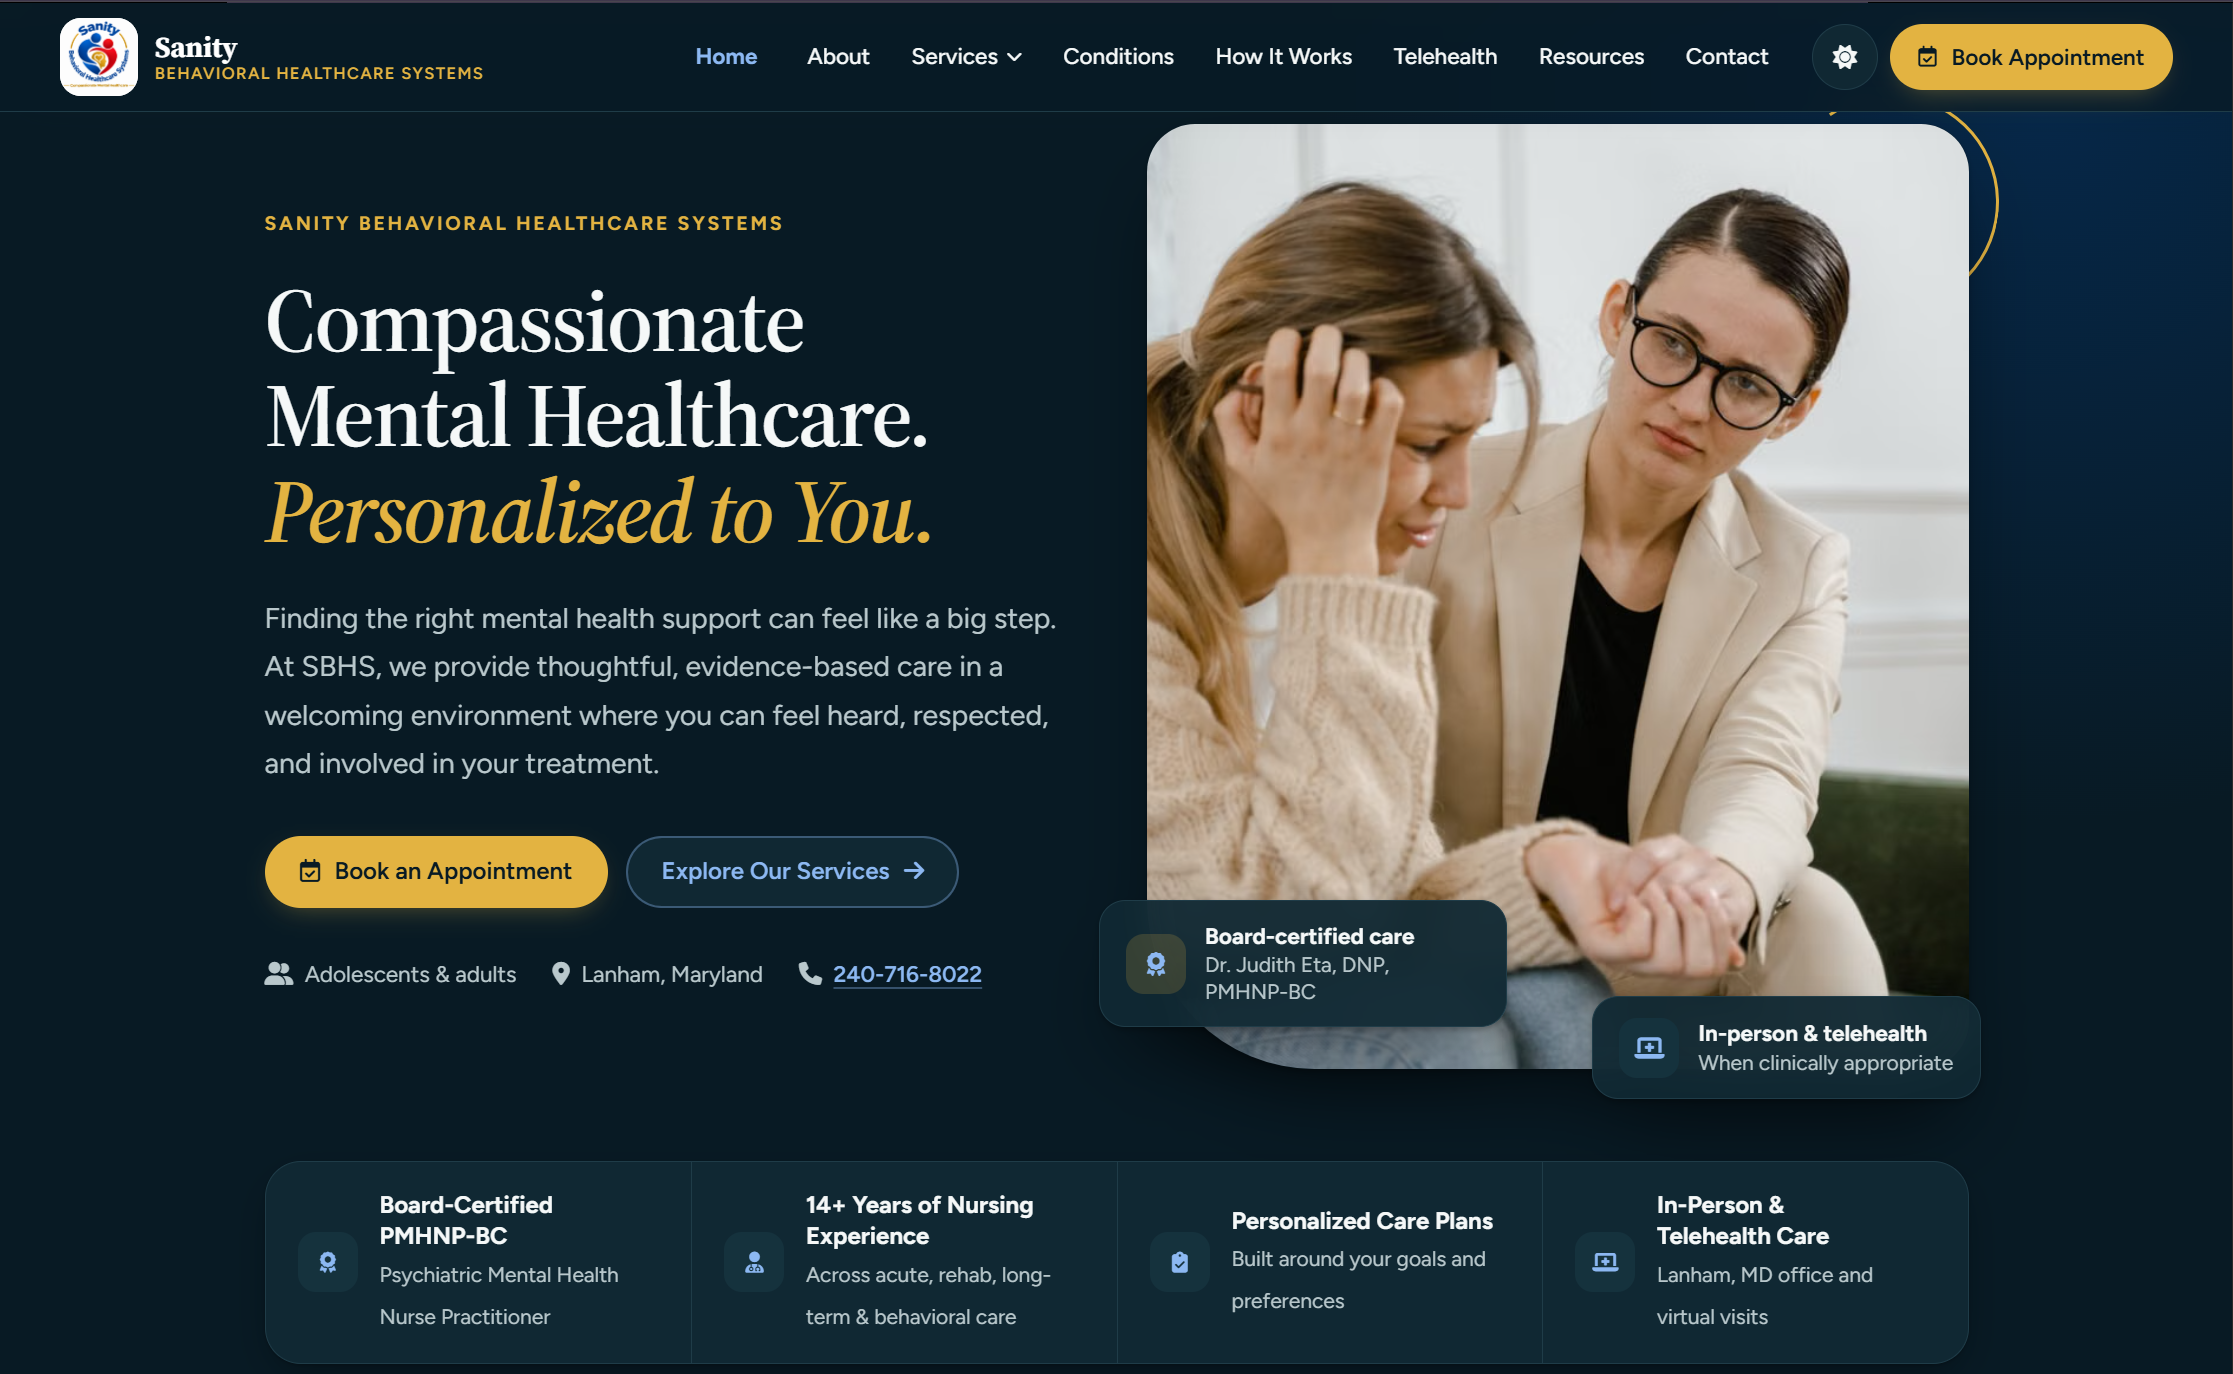 Sanity
Behavioral Healthcare Systems
Sanity
BEHAVIORAL HEALTHCARE SYSTEMS
Home
About
Services
Conditions
How It Works
Telehealth
Resources
Contact
Book Appointment
SANITY BEHAVIORAL HEALTHCARE SYSTEMS
Compassionate
Mental Healthcare.
Personalized to You.
Finding the right mental health support can feel like a big step.
At SBHS, we provide thoughtful, evidence-based care in a
welcoming environment where you can feel heard, respected,
and involved in your treatment.
Book an Appointment
Explore Our Services
Adolescents & adults
Lanham, Maryland
240-716-8022
Board-certified care
Dr. Judith Eta, DNP,
PMHNP-BC
In-person & telehealth
When clinically appropriate
Board-Certified
PMHNP-BC
Psychiatric Mental Health
Nurse Practitioner
14+ Years of Nursing
Experience
Across acute, rehab, long-
term & behavioral care
Personalized Care Plans
Built around your goals and
preferences
In-Person &
Telehealth Care
Lanham, MD office and
virtual visits